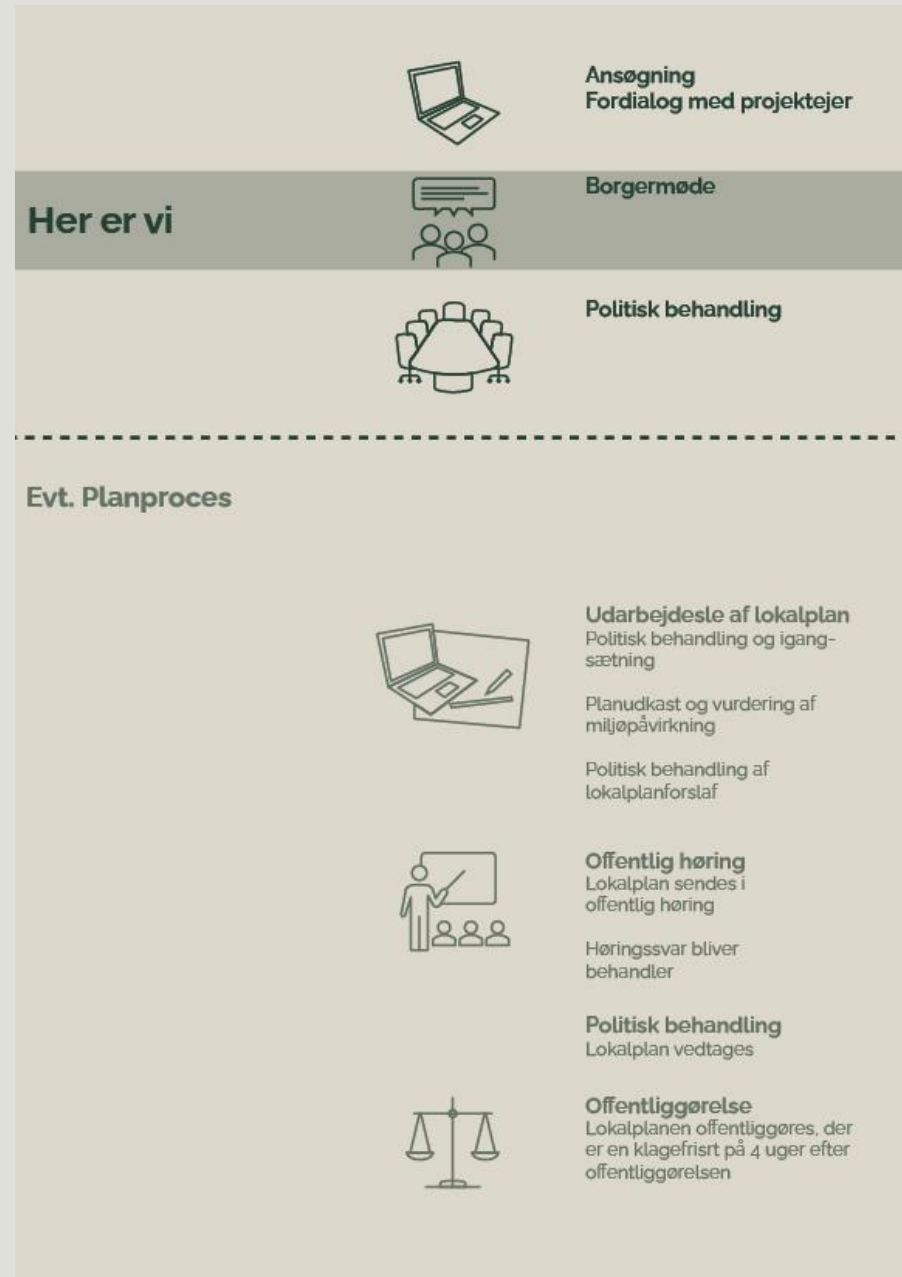 Ansøgning
Fordialog med projektejer
Her er vi
Borgermøde
Politisk behandling
Evt. Planproces
Udarbejdesle af lokalplan
Politisk behandling og igang-
sætning
Planudkast og vurdering af
miljøpåvirkning
Politisk behandling af
lokalplanforslaf
Offentlig høring
Lokalplan sendes i
offentlig høring
Høringssvar bliver
behandler
Politisk behandling
Lokalplan vedtages
Offentliggørelse
Lokalplanen offentliggøres, der
er en klagefrisrt på 4 uger efter
offentliggørelsen